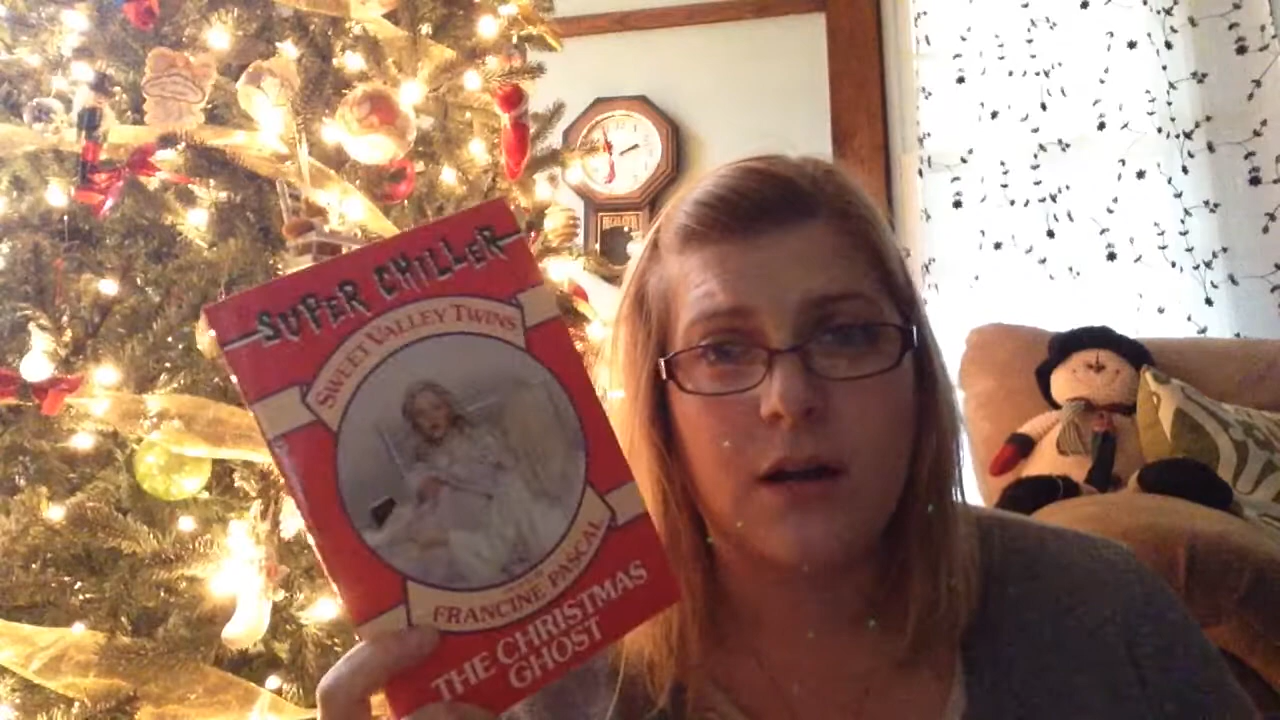 SUPER CHILLER
SWEET VALLEY TWINS
FRANCINE PASCAL
THE CHRISTMAS
GHOST